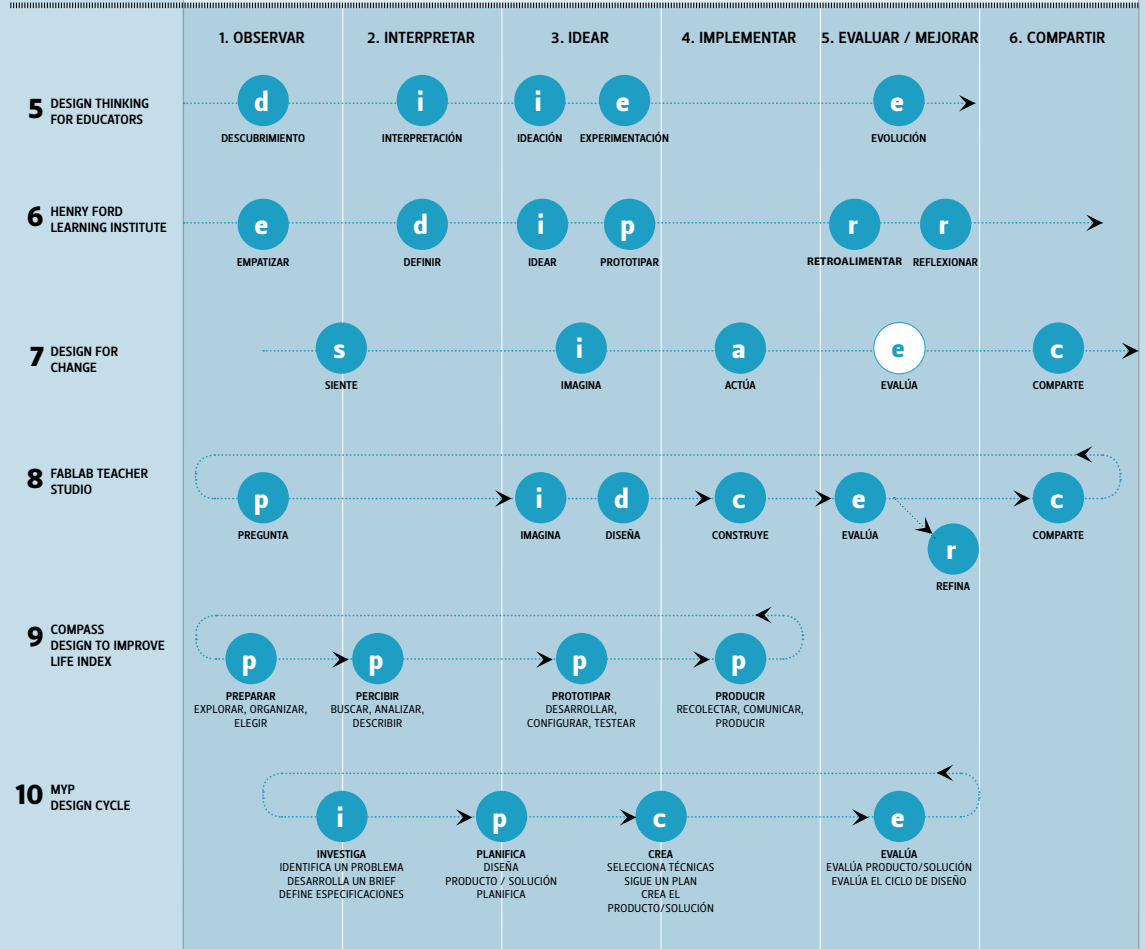 1. OBSERVAR
2. INTERPRETAR
3. IDEAR
4. IMPLEMENTAR
5. EVALUAR / MEJORAR
6. COMPARTIR
5 DESIGN THINKING
FOR EDUCATORS
d
DESCUBRIMIENTO
i
INTERPRETACIÓN
i
IDEACIÓN
e
EXPERIMENTACIÓN
e
EVOLUCIÓN
6 HENRY FORD
LEARNING INSTITUTE
e
EMPATIZAR
d
DEFINIR
i
IDEAR
p
PROTOTIPAR
r
RETROALIMENTAR
r
REFLEXIONAR
7 DESIGN FOR
CHANGE
s
SIENTE
i
IMAGINA
a
ACTÚA
e
EVALÚA
c
COMPARTE
8 FABLAB TEACHER
STUDIO
p
PREGUNTA
i
IMAGINA
d
DISEÑA
c
CONSTRUYE
e
EVALÚA
r
REFINA
c
COMPARTE
9 COMPASS
DESIGN TO IMPROVE
LIFE INDEX
p
PREPARAR
EXPLORAR, ORGANIZAR,
ELEGIR
p
PERCIBIR
BUSCAR, ANALIZAR,
DESCRIBIR
p
PROTOTIPAR
DESARROLLAR,
CONFIGURAR, TESTEAR
p
PRODUCIR
RECOLECTAR, COMUNICAR,
PRODUCIR
10 MYP
DESIGN CYCLE
i
INVESTIGA
IDENTIFICA UN PROBLEMA
DESARROLLA UN BRIEF
DEFINE ESPECIFICACIONES
p
PLANIFICA
DISEÑA
PRODUCTO / SOLUCIÓN
PLANIFICA
c
CREA
SELECCIONA TÉCNICAS
SIGUE UN PLAN
CREA EL
PRODUCTO/SOLUCIÓN
e
EVALÚA
EVALÚA PRODUCTO/SOLUCIÓN
EVALÚA EL CICLO DE DISEÑO